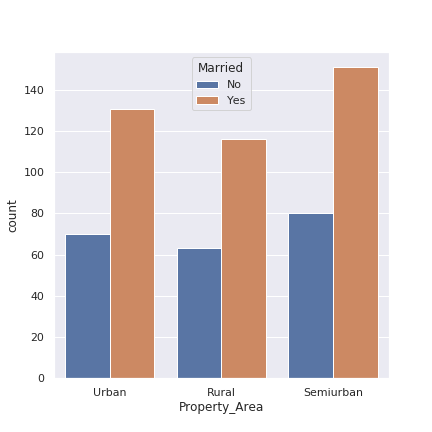 Married
No
Yes
140
120
100
80
60
40
20
0
count
Urban
Rural
Semiurban
Property_Area